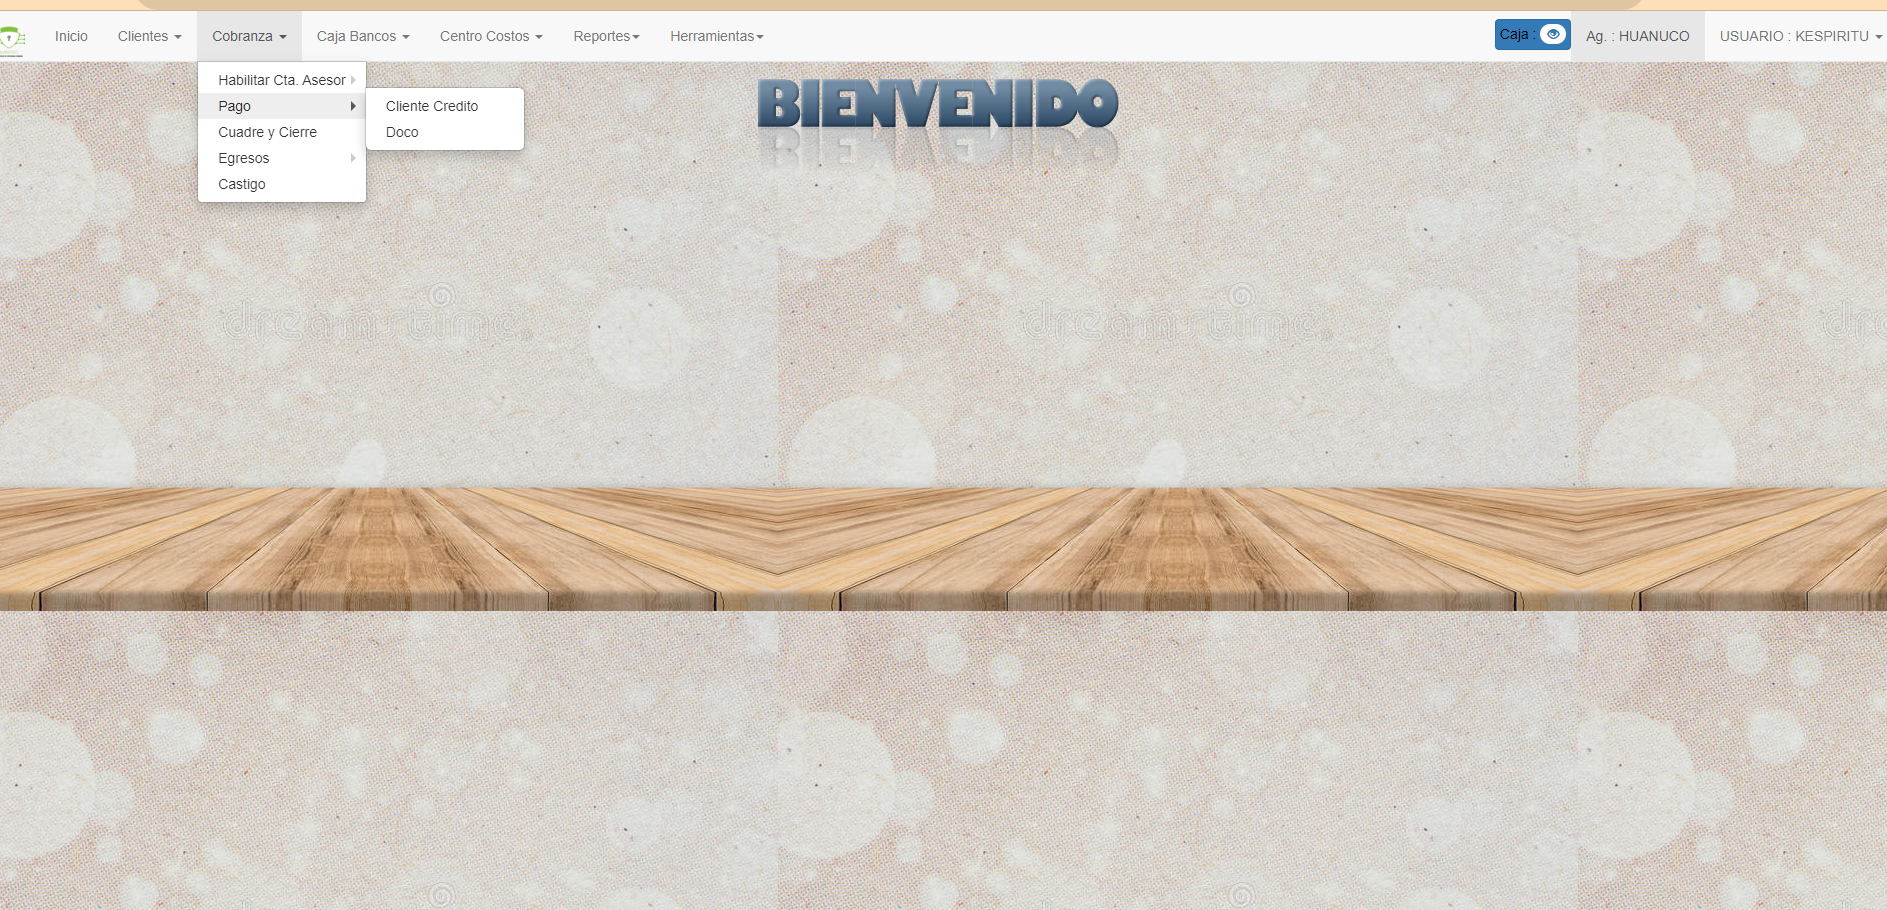 Inicio
Clientes
Cobranza
Caja Bancos
Centro Costos
Reportes
Herramientas
Caja :
Ag. : HUANUCO
USUARIO : KESPIRITU
Habilitar Cta. Asesor
Pago
Cuadre y Cierre
Egresos
Castigo
Cliente Credito
Doco
BIENVENIDO
dreamstime
dreamstime